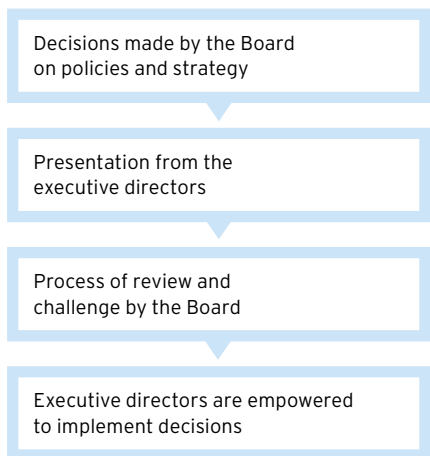 Decisions made by the Board
on policies and strategy
Presentation from the
executive directors
Process of review and
challenge by the Board
Executive directors are empowered
to implement decisions